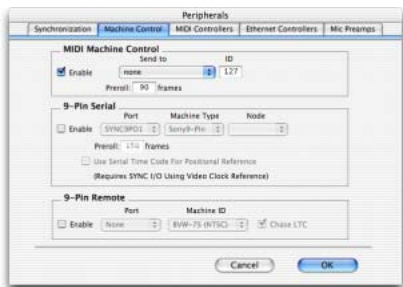 Peripherals
Synchronization Machine Control MIDI Controllers Ethernet Controllers Mic Preamps
MIDI Machine Control
Send to ID
Enable none 127
Preroll: 90 frames
9-Pin Serial
Port Machine Type Node
Enable Sony9-Pin
Preroll: frames
Use Serial Time Code For Positional Reference
(Requires SYNC I/O Using Video Clock Reference)
9-Pin Remote
Port Machine ID
Enable None BVW-75 (NTSC) Chase LTC
Cancel OK